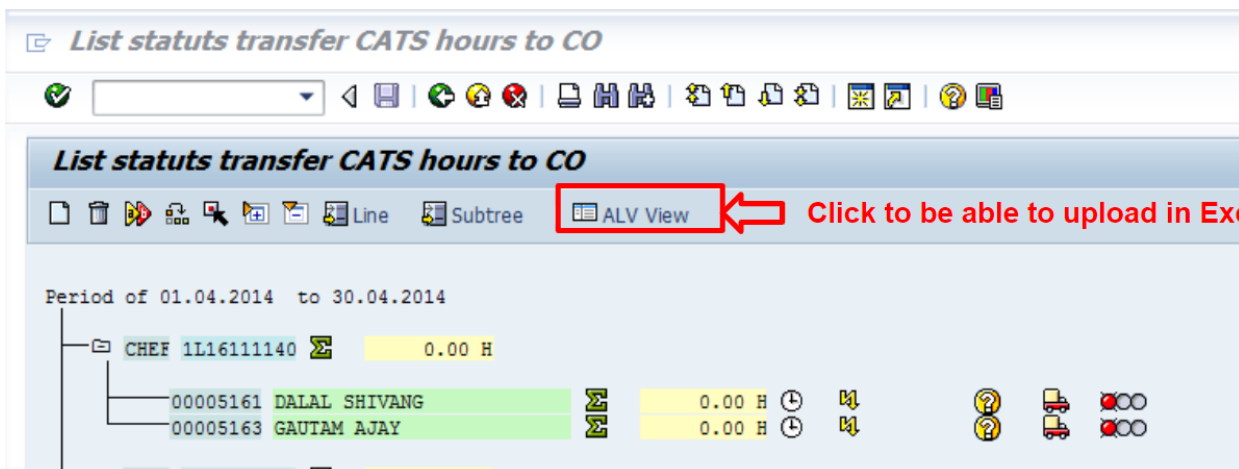 List statuts transfer CATS hours to CO
List statuts transfer CATS hours to CO
Line Subtree ALV View Click to be able to upload in
Period of 01.04.2014 to 30.04.2014
CHEF 1L16111140 0.00 H
00005161 DALAL SHIVANG 0.00 H
00005163 GAUTAM AJAY 0.00 H